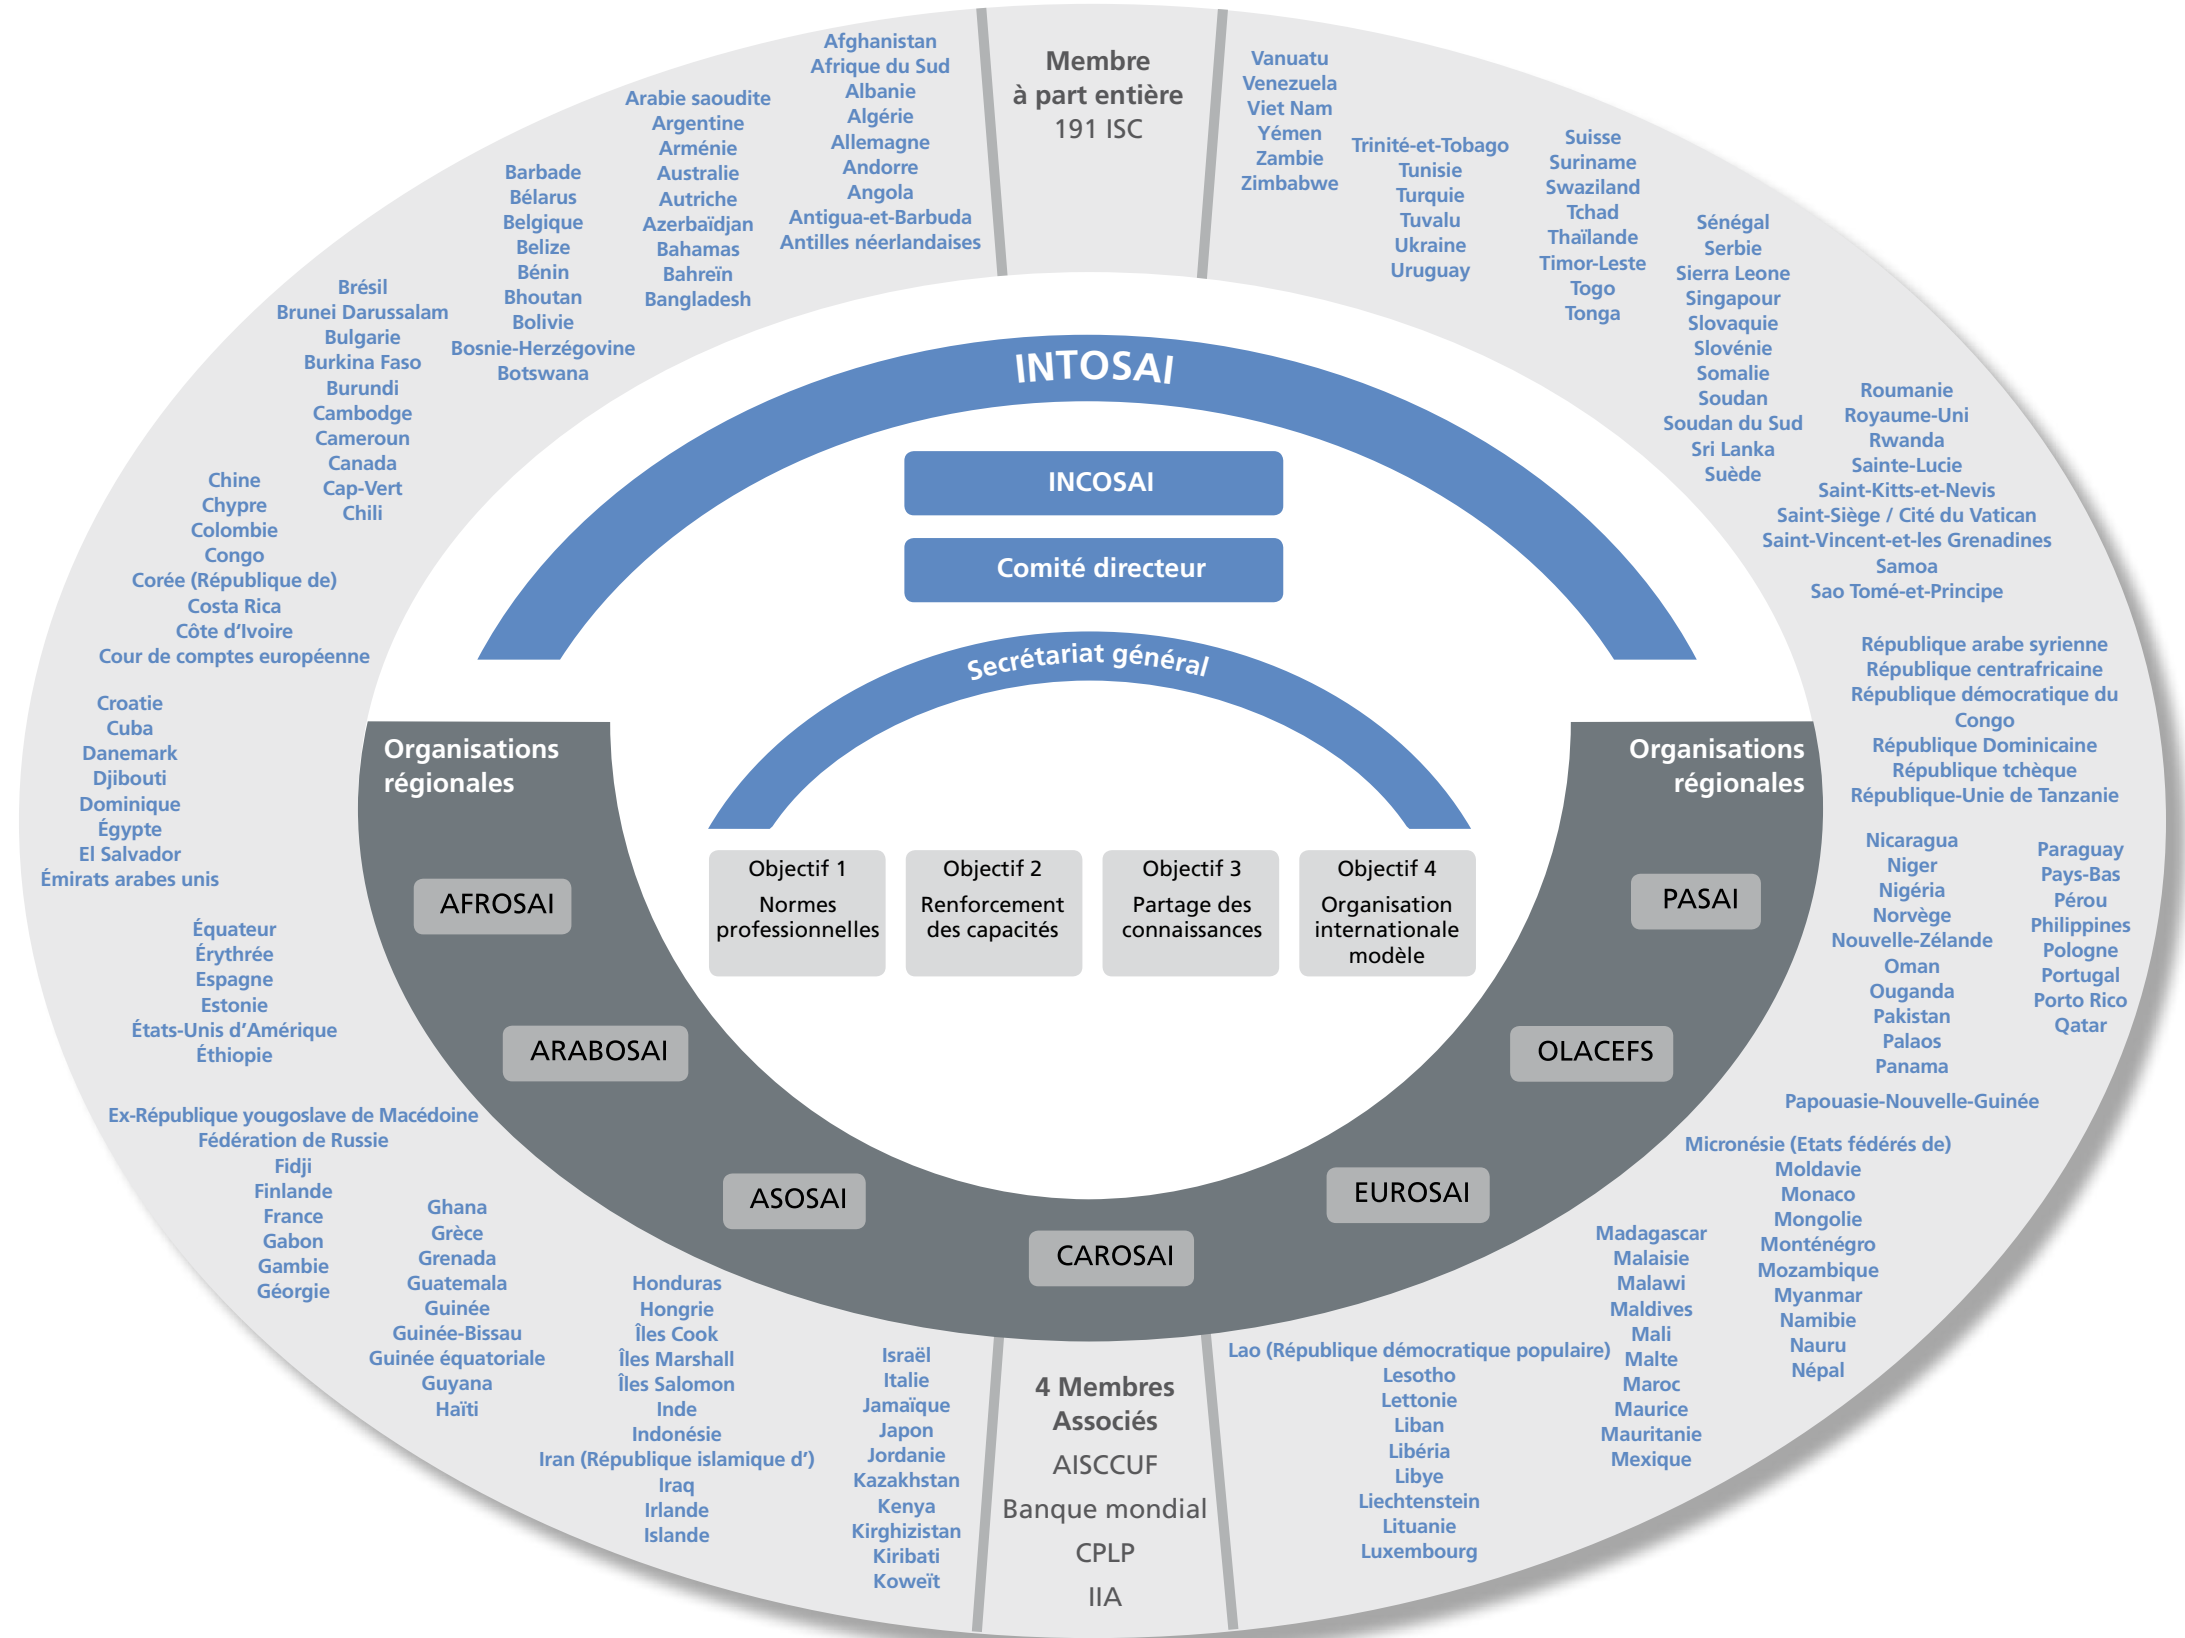 Membre
à part entière
191 ISC
Afghanistan
Afrique du Sud
Albanie
Algérie
Allemagne
Andorre
Angola
Antigua-et-Barbuda
Antilles néerlandaises
Arabie saoudite
Argentine
Arménie
Australie
Autriche
Azerbaïdjan
Bahamas
Bahreïn
Bangladesh
Barbade
Bélarus
Belgique
Belize
Bénin
Bhoutan
Bolivie
Bosnie-Herzégovine
Botswana
Brésil
Brunei Darussalam
Bulgarie
Burkina Faso
Burundi
Cambodge
Cameroun
Canada
Cap-Vert
Chili
Chine
Chypre
Colombie
Congo
Corée (République de)
Costa Rica
Côte d'Ivoire
Cour de comptes européenne
Croatie
Cuba
Danemark
Djibouti
Dominique
Égypte
El Salvador
Émirats arabes unis
Équateur
Érythrée
Espagne
Estonie
États-Unis d'Amérique
Éthiopie
Ex-République yougoslave de Macédoine
Fédération de Russie
Fidji
Finlande
France
Gabon
Gambie
Géorgie
Ghana
Grèce
Grenada
Guatemala
Guinée
Guinée-Bissau
Guinée équatoriale
Guyana
Haïti
Honduras
Hongrie
Îles Cook
Îles Marshall
Îles Salomon
Inde
Indonésie
Iran (République islamique d')
Iraq
Irlande
Islande
Israël
Italie
Jamaïque
Japon
Jordanie
Kazakhstan
Kenya
Kirghizistan
Kiribati
Koweït
Lao (République démocratique populaire)
Lesotho
Lettonie
Liban
Libéria
Libye
Liechtenstein
Lituanie
Luxembourg
Madagascar
Malaisie
Malawi
Maldives
Mali
Malte
Maroc
Maurice
Mauritanie
Mexique
Micronésie (Etats fédérés de)
Moldavie
Monaco
Mongolie
Monténégro
Mozambique
Myanmar
Namibie
Nauru
Népal
Nicaragua
Niger
Nigéria
Norvège
Nouvelle-Zélande
Oman
Ouganda
Pakistan
Palaos
Panama
Papouasie-Nouvelle-Guinée
Paraguay
Pays-Bas
Pérou
Philippines
Pologne
Portugal
Porto Rico
Qatar
République arabe syrienne
République centrafricaine
République démocratique du
Congo
République Dominicaine
République tchèque
République-Unie de Tanzanie
Roumanie
Royaume-Uni
Rwanda
Sainte-Lucie
Saint-Kitts-et-Nevis
Saint-Siège / Cité du Vatican
Saint-Vincent-et-les Grenadines
Samoa
Sao Tomé-et-Principe
Sénégal
Serbie
Sierra Leone
Singapour
Slovaquie
Slovénie
Somalie
Soudan
Soudan du Sud
Sri Lanka
Suède
Suisse
Suriname
Swaziland
Tchad
Thaïlande
Timor-Leste
Togo
Tonga
Trinité-et-Tobago
Tunisie
Turquie
Tuvalu
Ukraine
Uruguay
Vanuatu
Venezuela
Viet Nam
Yémen
Zambie
Zimbabwe
INTOSAI
INCOSAI
Comité directeur
Secrétariat général
Objectif 1
Normes
professionnelles
Objectif 2
Renforcement
des capacités
Objectif 3
Partage des
connaissances
Objectif 4
Organisation
internationale
modèle
Organisations
régionales
Organisations
régionales
AFROSAI
ARABOSAI
ASOSAI
CAROSAI
EUROSAI
OLACEFS
PASAI
4 Membres
Associés
AISCCUF
Banque mondial
CPLP
IIA